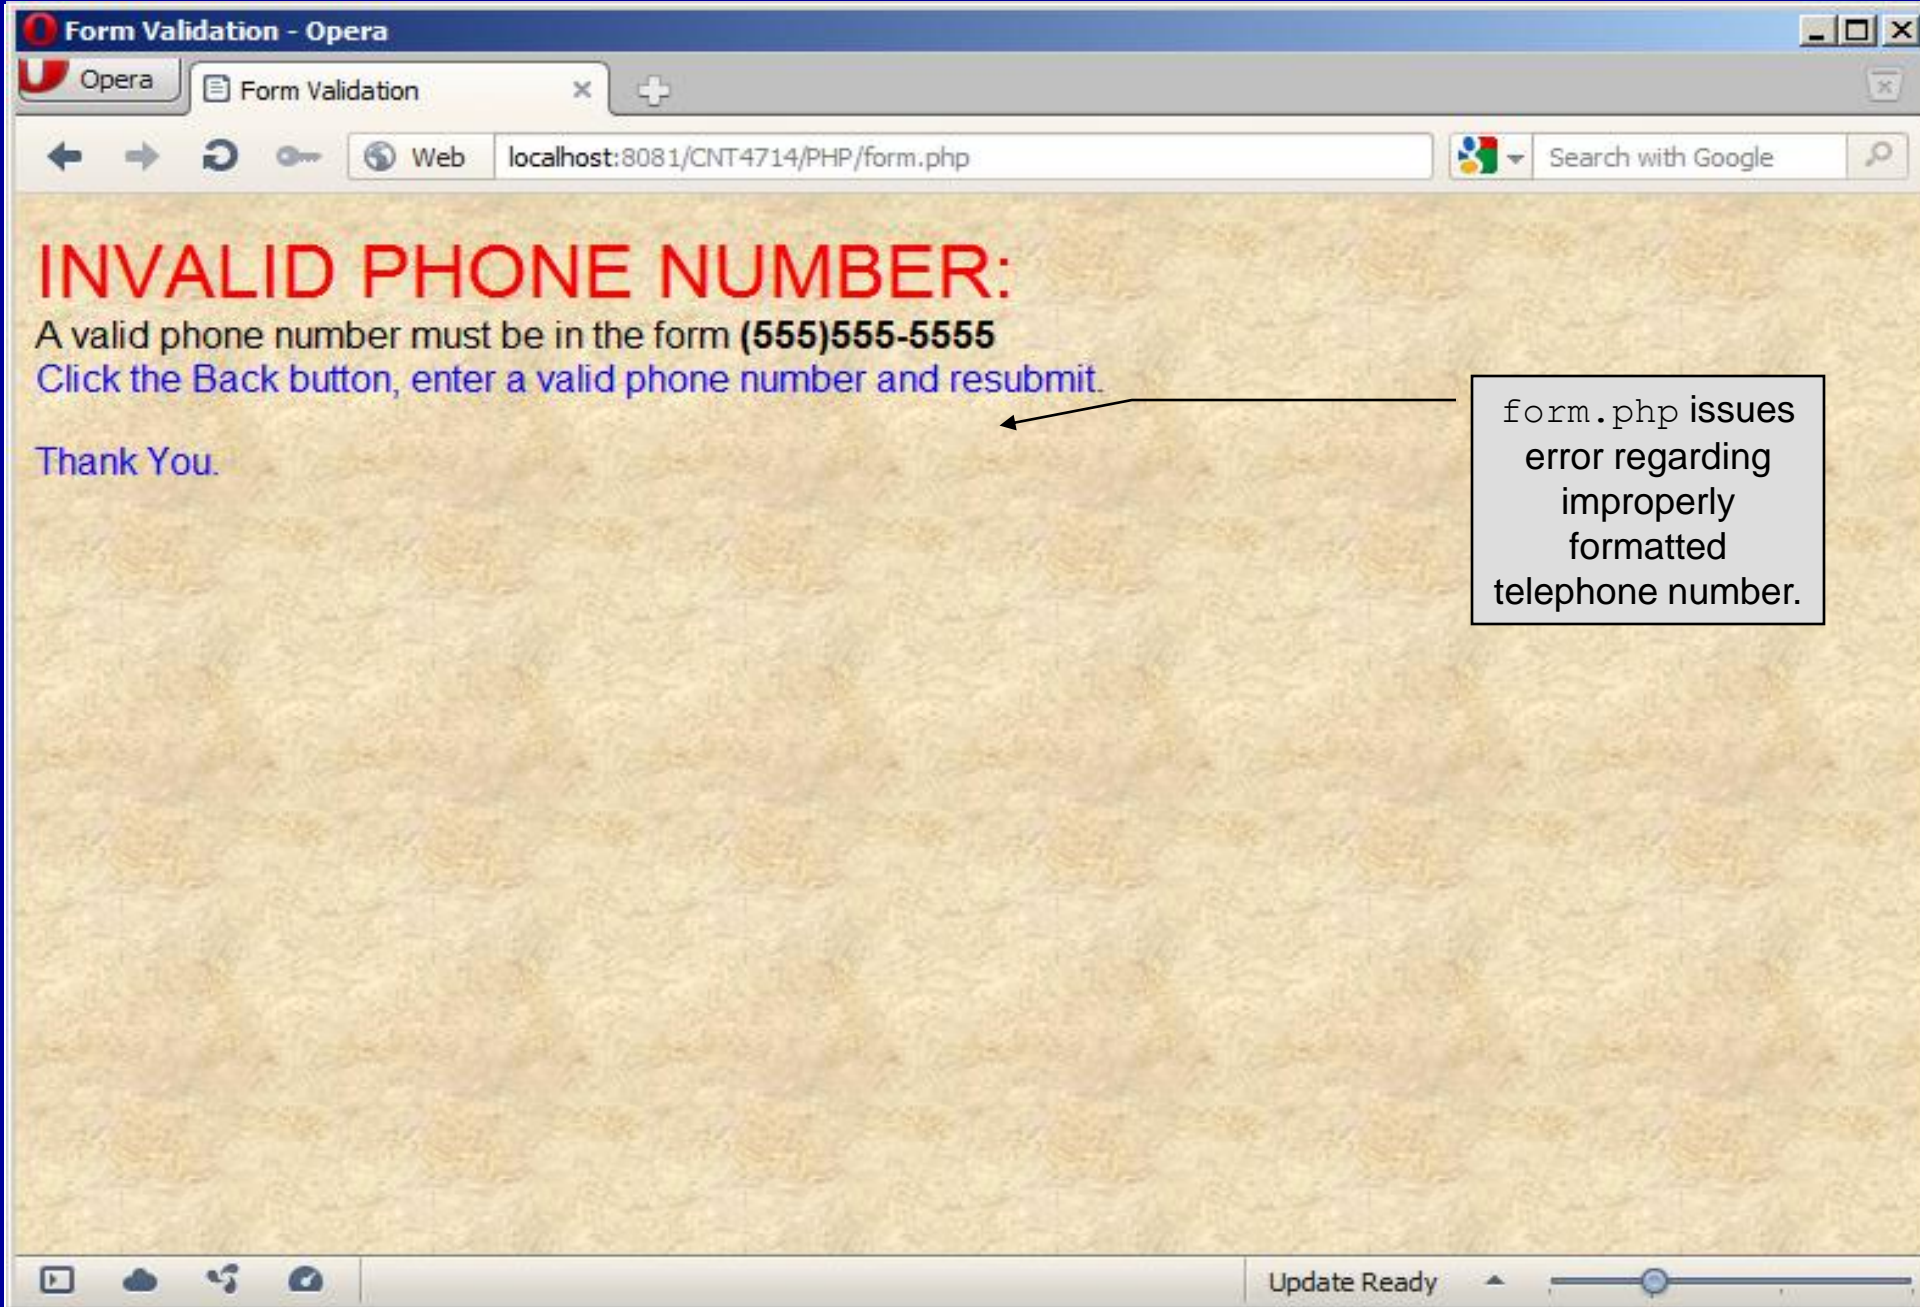 Form Validation - Opera
Opera
Form Validation
Web
localhost:8081/CNT4714/PHP/form.php
Search with Google
INVALID PHONE NUMBER:
A valid phone number must be in the form (555)555-5555
Click the Back button, enter a valid phone number and resubmit.
Thank You.
form.php issues
error regarding
improperly
formatted
telephone number.
Update Ready